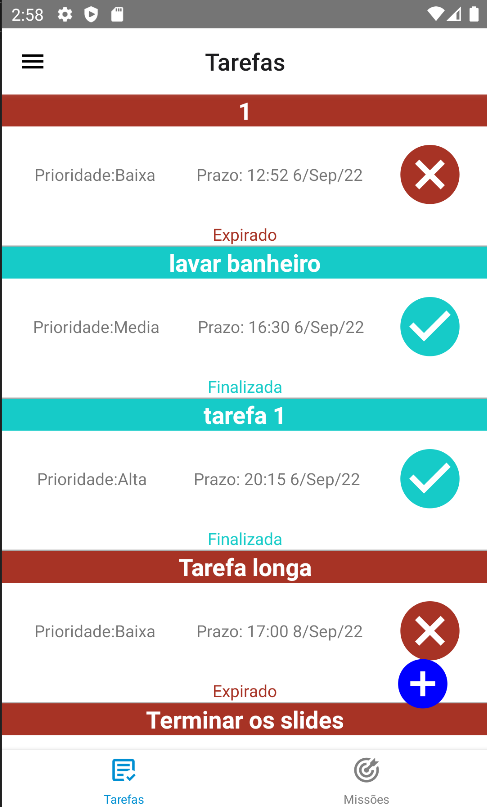 2:58
Tarefas
1
Prioridade:Baixa Prazo: 12:52 6/Sep/22
Expirado
lavar banheiro
Prioridade:Media Prazo: 16:30 6/Sep/22
Finalizada
tarefa 1
Prioridade:Alta Prazo: 20:15 6/Sep/22
Finalizada
Tarefa longa
Prioridade:Baixa Prazo: 17:00 8/Sep/22
Expirado
Terminar os slides
Tarefas Missões